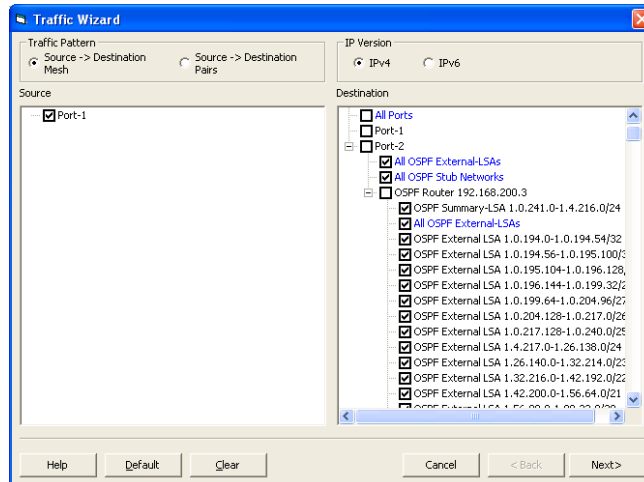 Traffic Wizard
Traffic Pattern
Source -> Destination Mesh
Source -> Destination Pairs
IP Version
IPv4
IPv6
Source
Port-1
Destination
All Ports
Port-1
Port-2
All OSPF External-LSAs
All OSPF Stub Networks
OSPF Router 192.168.200.3
OSPF Summary-LSA 1.0.241.0-1.4.216.0/24
All OSPF External-LSAs
OSPF External LSA 1.0.194.0-1.0.194.54/32
OSPF External LSA 1.0.194.56-1.0.195.100/3
OSPF External LSA 1.0.195.104-1.0.196.128,
OSPF External LSA 1.0.196.144-1.0.199.32/2
OSPF External LSA 1.0.199.64-1.0.204.96/27
OSPF External LSA 1.0.204.128-1.0.217.0/26
OSPF External LSA 1.0.217.128-1.0.240.0/25
OSPF External LSA 1.4.217.0-1.26.138.0/24
OSPF External LSA 1.26.140.0-1.32.214.0/23
OSPF External LSA 1.32.216.0-1.42.192.0/22
OSPF External LSA 1.42.200.0-1.56.64.0/21
OSPF External LSA
Help
Default
Clear
Cancel
< Back
Next>